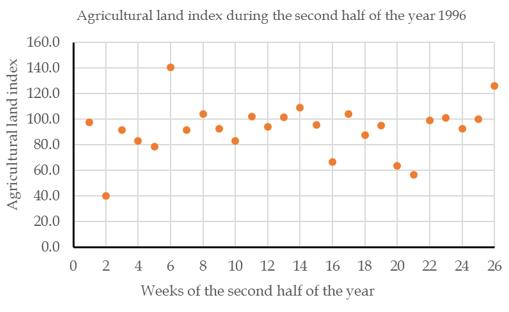 Agricultural land index during the second half of the year 1996
160.0
140.0
120.0
100.0
80.0
60.0
40.0
20.0
0.0
Agricultural land index
0 2 4 6 8 10 12 14 16 18 20 22 24 26
Weeks of the second half of the year